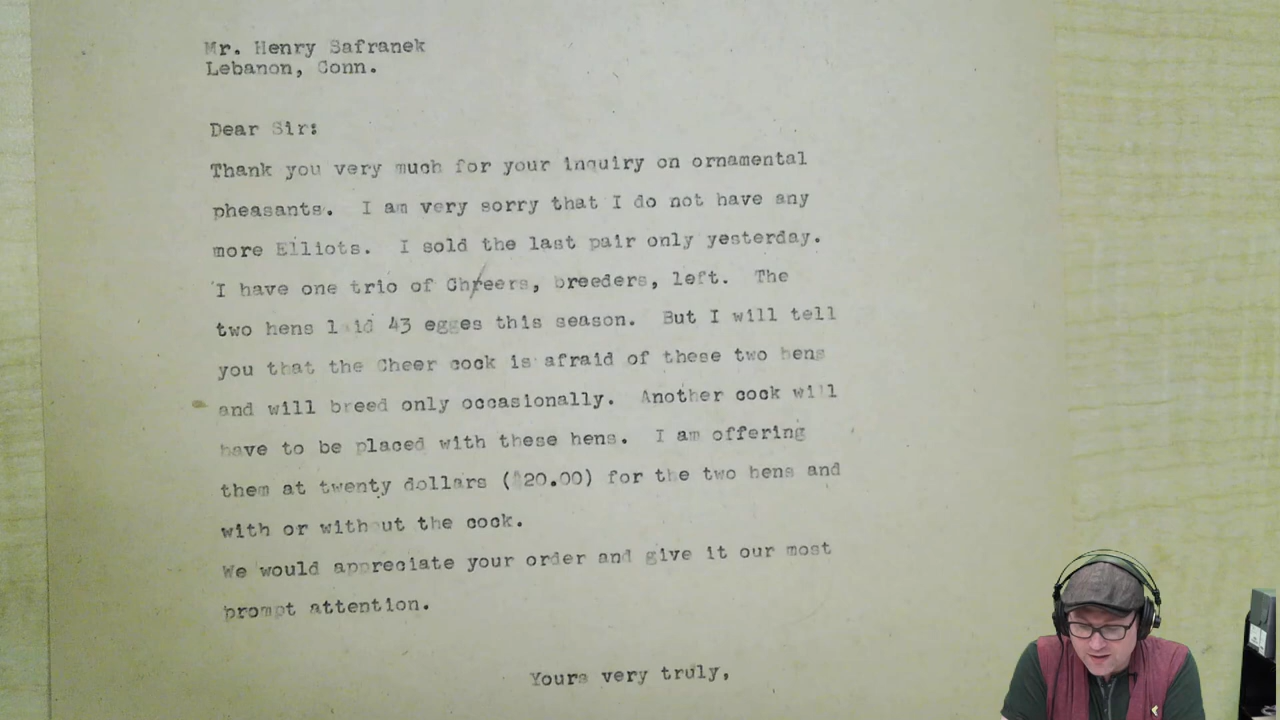 Mr. Henry Safranek
Lebanon, Conn.
Dear Sir:
Thank you very much for your inquiry on ornamental
pheasants. I am very sorry that I do not have any
more Elliots. I sold the last pair only yesterday.
I have one trio of Chreers, breeders, left. The
two hens laid 43 egges this season. But I will tell
you that the Cheer cock is afraid of these two hens
and will breed only occasionally. Another cock will
have to be placed with these hens. I am offering
them at twenty dollars ($20.00) for the two hens and
with or without the cock.
We would appreciate your order and give it our most
prompt attention.
Yours very truly,